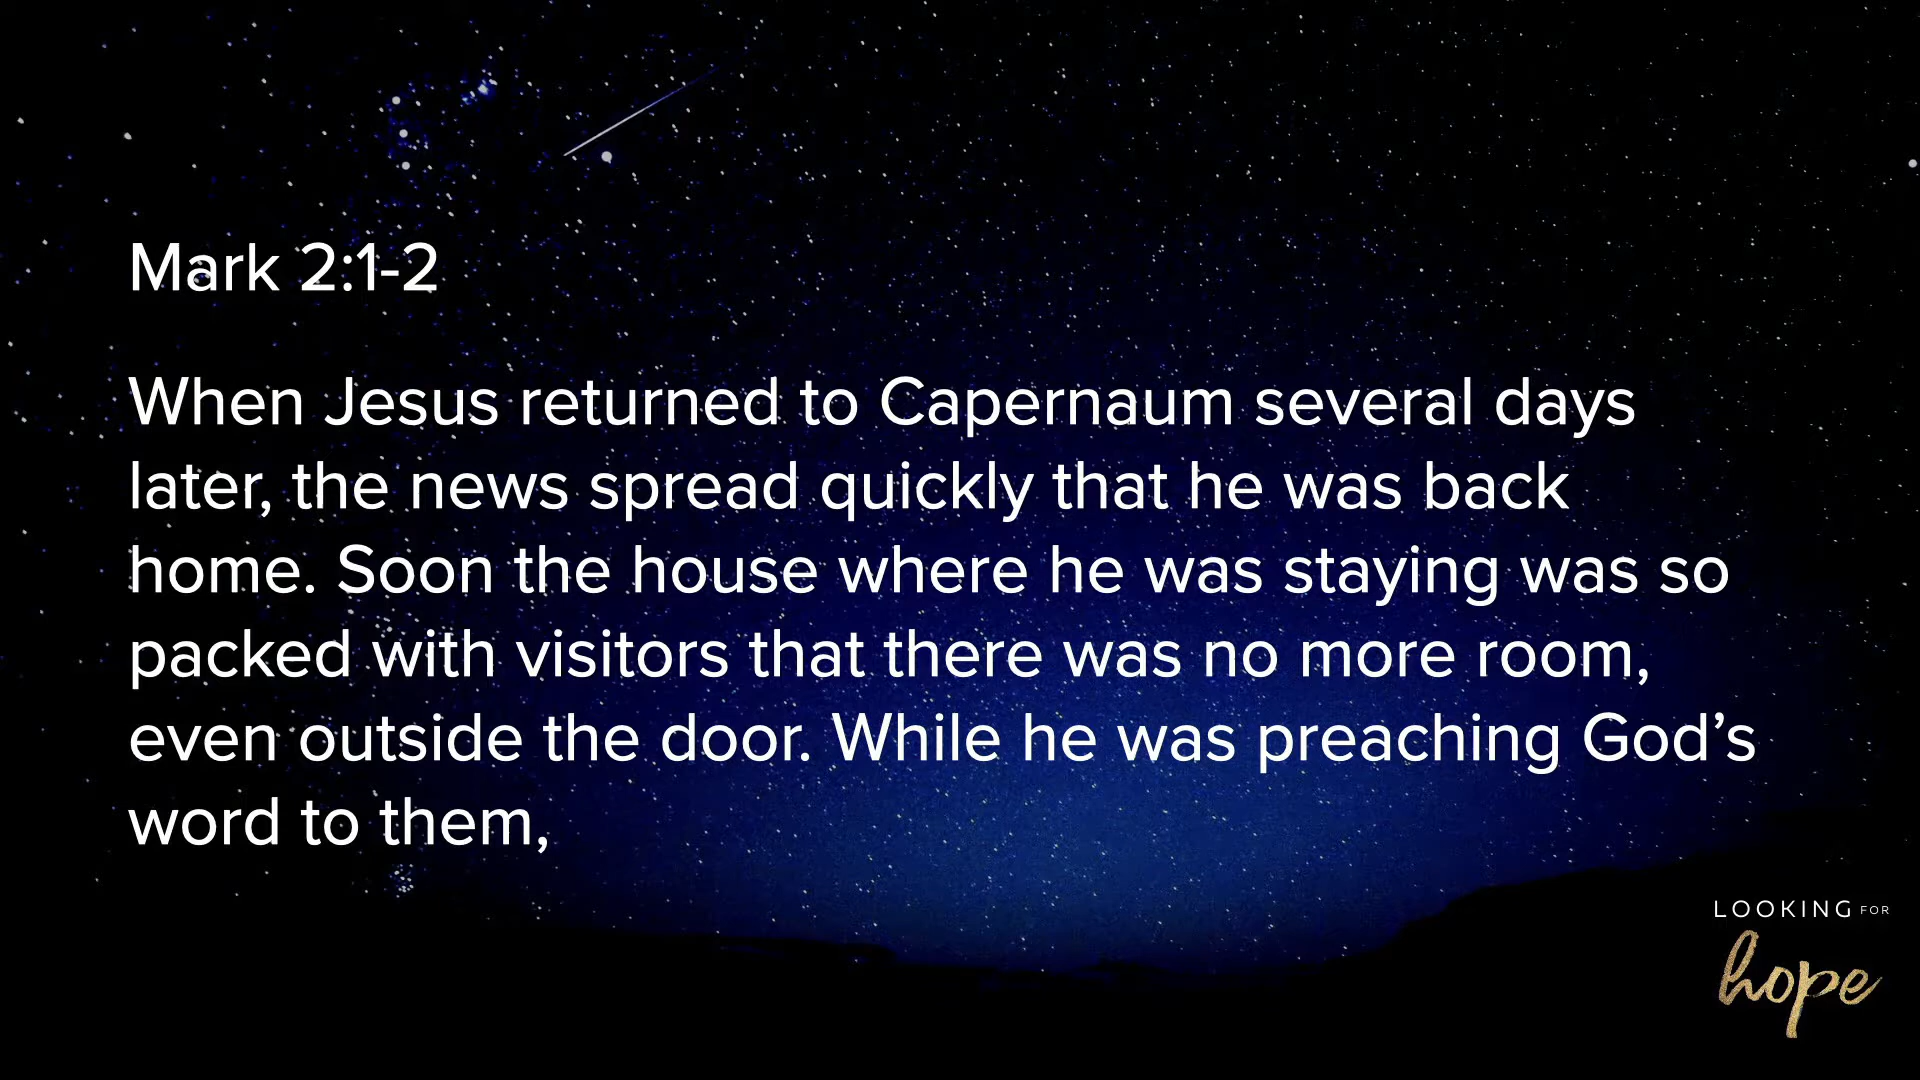 Mark 2:1-2
When Jesus returned to Capernaum several days
later, the news spread quickly that he was back
home. Soon the house where he was staying was so
packed with visitors that there was no more room,
even outside the door. While he was preaching God’s
word to them,
LOOKING FOR
hope